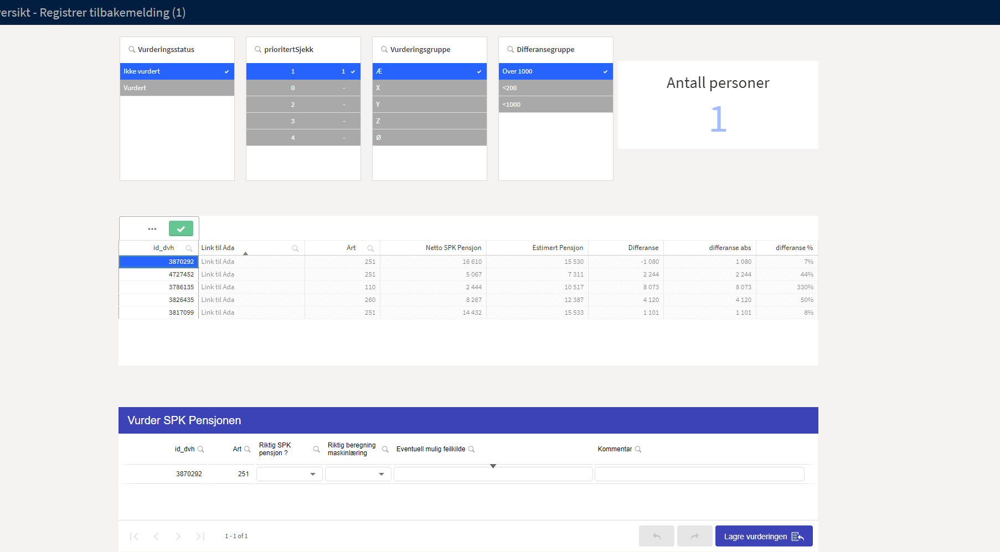 ersikt - Registrer tilbakemelding (1)
Vurderingsstatus
Ikke vurdert
Vurdert
prioritertSjekk
1 1
0 -
2 -
3 -
4 -
Vurderingsgruppe
Æ
X
Y
Z
Ø
Differansegruppe
Over 1000
<200
<1000
Antall personer
1
id_dvh Link til Ada Art Netto SPK Pensjon Estimert Pensjon Differanse differanse abs differanse %
3870292 Link til Ada 251 16 610 15 530 -1 080 1 080 7%
4727452 Link til Ada 251 5 067 7 311 2 244 2 244 44%
3786135 Link til Ada 110 2 444 10 517 8 073 8 073 330%
3826435 Link til Ada 260 8 267 12 387 4 120 4 120 50%
3817099 Link til Ada 251 14 432 15 533 1 101 1 101 8%
Vurder SPK Pensjonen
id_dvh Art Riktig SPK pensjon ? Riktig beregning maskinlæring Eventuell mulig feilkilde Kommentar
3870292 251
1 - 1 of 1
Lagre vurderingen